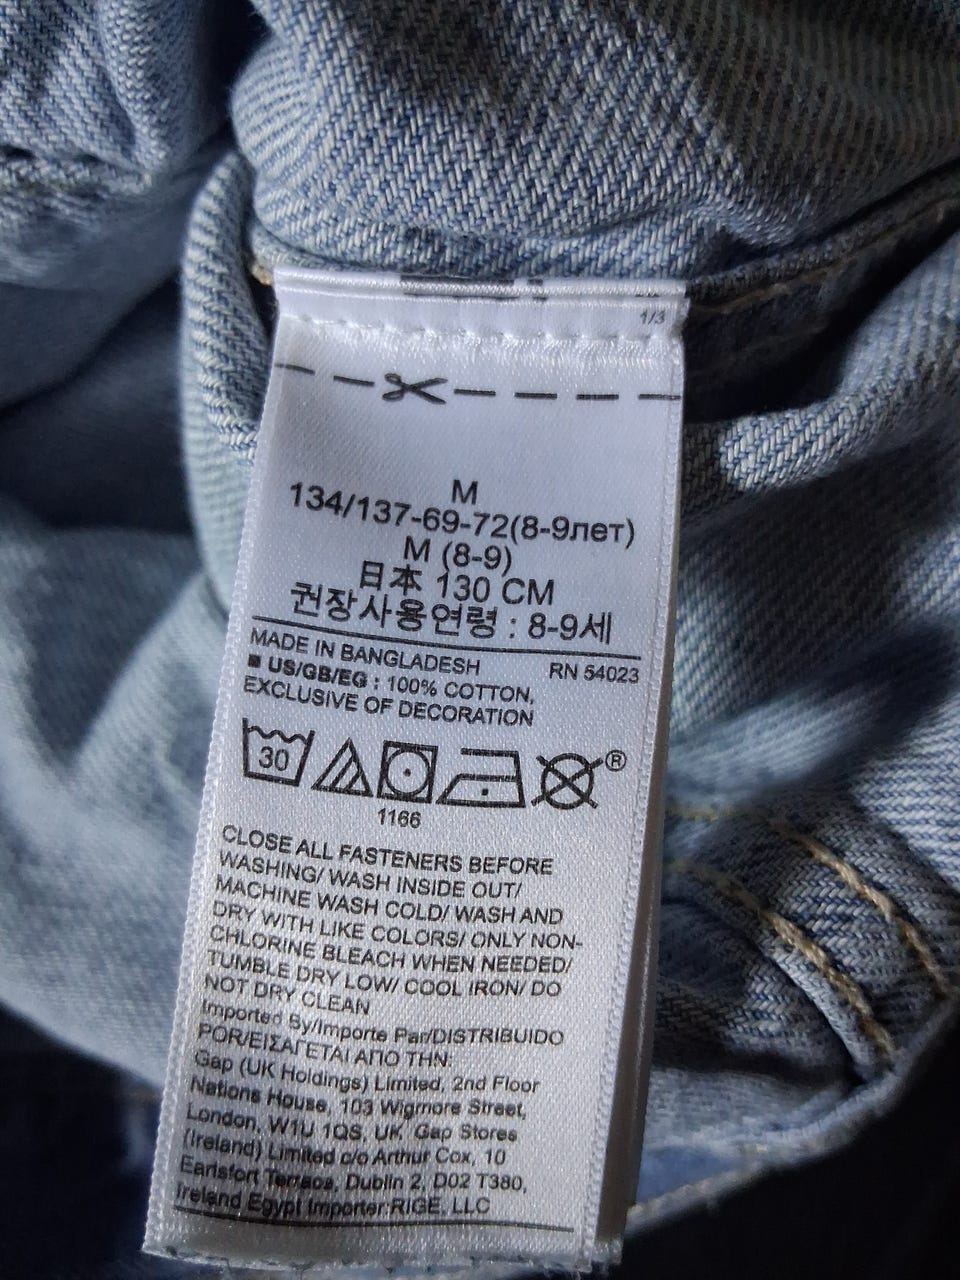 1/3
M
134/137-69-72(8-9лет)
M (8-9)
日本 130 CM
권장사용연령 : 8-9세
MADE IN BANGLADESH RN 54023
■ US/GB/EG : 100% COTTON,
EXCLUSIVE OF DECORATION
30 ®
1166
CLOSE ALL FASTENERS BEFORE
WASHING/ WASH INSIDE OUT/
MACHINE WASH COLD/ WASH AND
DRY WITH LIKE COLORS/ ONLY NON-
CHLORINE BLEACH WHEN NEEDED/
TUMBLE DRY LOW/ COOL IRON/ DO
NOT DRY CLEAN
Imported By/Importe Par/DISTRIBUIDO
POR/ΕΙΣΑΓΕΤΑΙ ΑΠΟ ΤΗΝ:
Gap (UK Holdings) Limited, 2nd Floor
Nations House, 103 Wigmore Street,
London, W1U 1QS, UK Gap Stores
(Ireland) Limited c/o Arthur Cox, 10
Earlsfort Terrace, Dublin 2, D02 T380,
Ireland Egypt Importer:RIGE, LLC